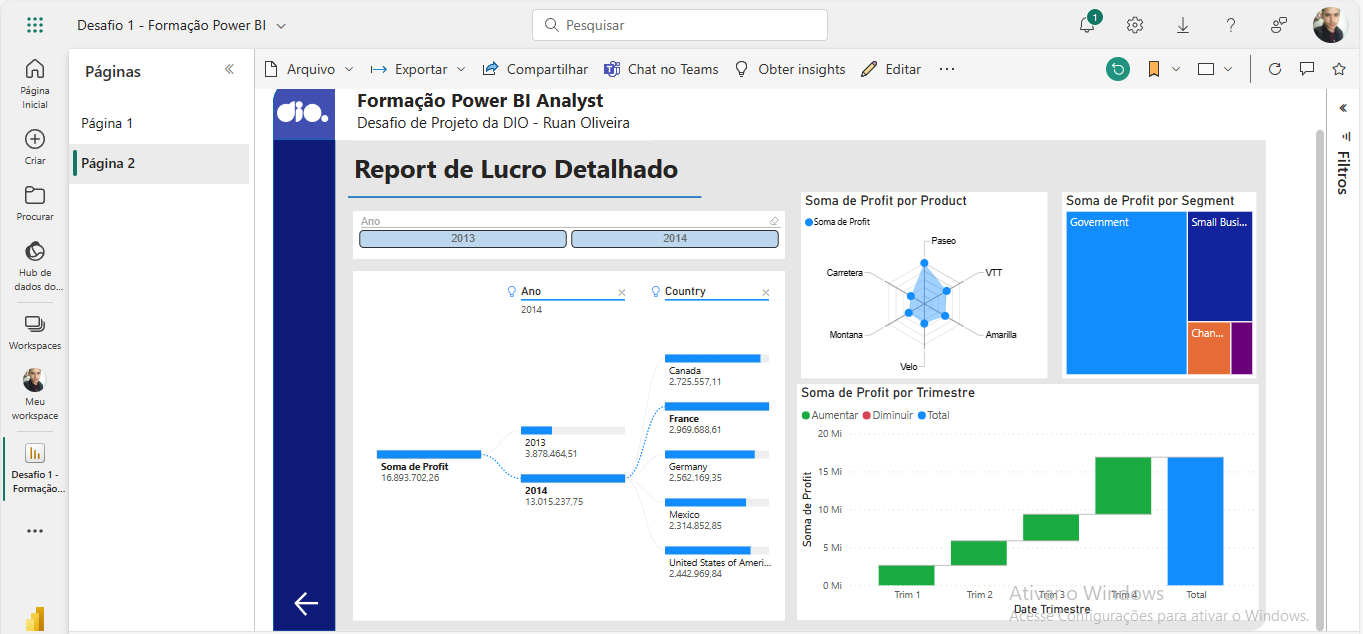 Desafio 1 - Formação Power BI
Pesquisar
1
Página
Inicial
Criar
Procurar
Hub de
dados do...
Workspaces
Meu
workspace
Desafio 1 -
Formação...
Páginas
Página 1
Página 2
Arquivo
Exportar
Compartilhar
Chat no Teams
Obter insights
Editar
dio.
Formação Power BI Analyst
Desafio de Projeto da DIO - Ruan Oliveira
Report de Lucro Detalhado
Ano
2013
2014
Ano
2014
Country
Soma de Profit
16.893.702,26
2013
3.878.464,51
2014
13.015.237,75
Canada
2.725.557,11
France
2.969.688,61
Germany
2.562.169,35
Mexico
2.314.852,85
United States of Ameri...
2.442.969,84
Soma de Profit por Product
Soma de Profit
Paseo
VTT
Amarilla
Velo
Montana
Carretera
Soma de Profit por Segment
Government
Small Busi...
Chan...
Soma de Profit por Trimestre
Aumentar Diminuir Total
Soma de Profit
20 Mi
15 Mi
10 Mi
5 Mi
0 Mi
Trim 1
Trim 2
Trim 3
Trim 4
Total
Date Trimestre
Filtros
Ativar o Windows
Acesse Configurações para ativar o Windows.